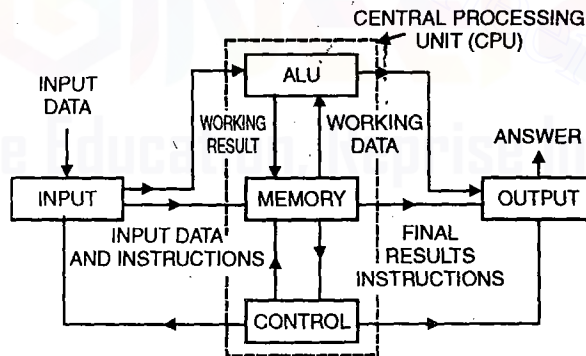 CENTRAL PROCESSING
UNIT (CPU)
ALU
INPUT
DATA
WORKING
RESULT
WORKING
DATA
ANSWER
INPUT
MEMORY
OUTPUT
INPUT DATA
AND INSTRUCTIONS
FINAL
RESULTS
INSTRUCTIONS
CONTROL